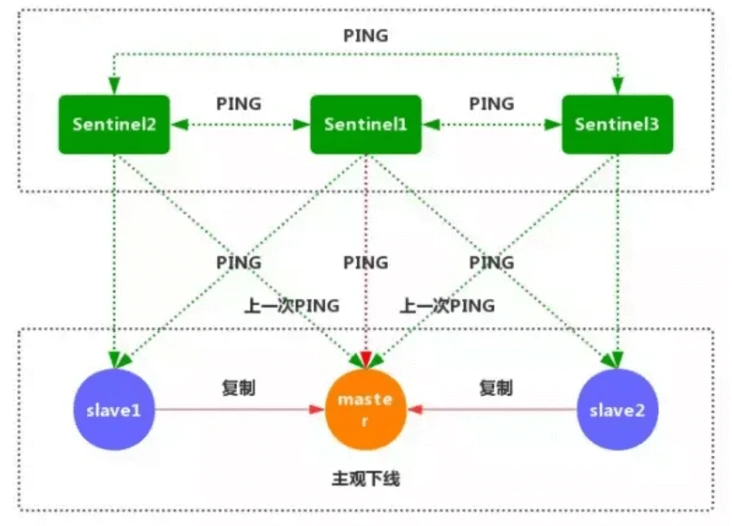 PING
Sentinel2
PING
Sentinel1
PING
Sentinel3
PING
PING
PING
上一次PING
上一次PING
slave1
复制
maste
r
复制
slave2
主观下线